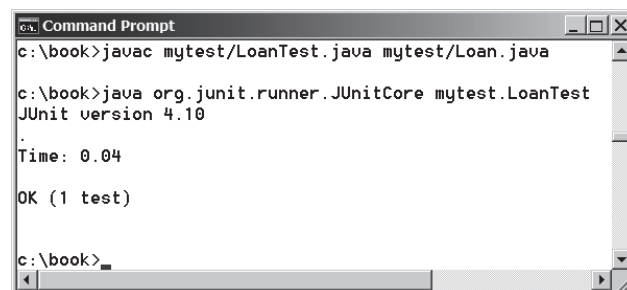 Command Prompt
c:\book>javac mytest/LoanTest.java mytest/Loan.java
c:\book>java org.junit.runner.JUnitCore mytest.LoanTest
JUnit version 4.10
.
Time: 0.04
OK (1 test)
c:\book>_